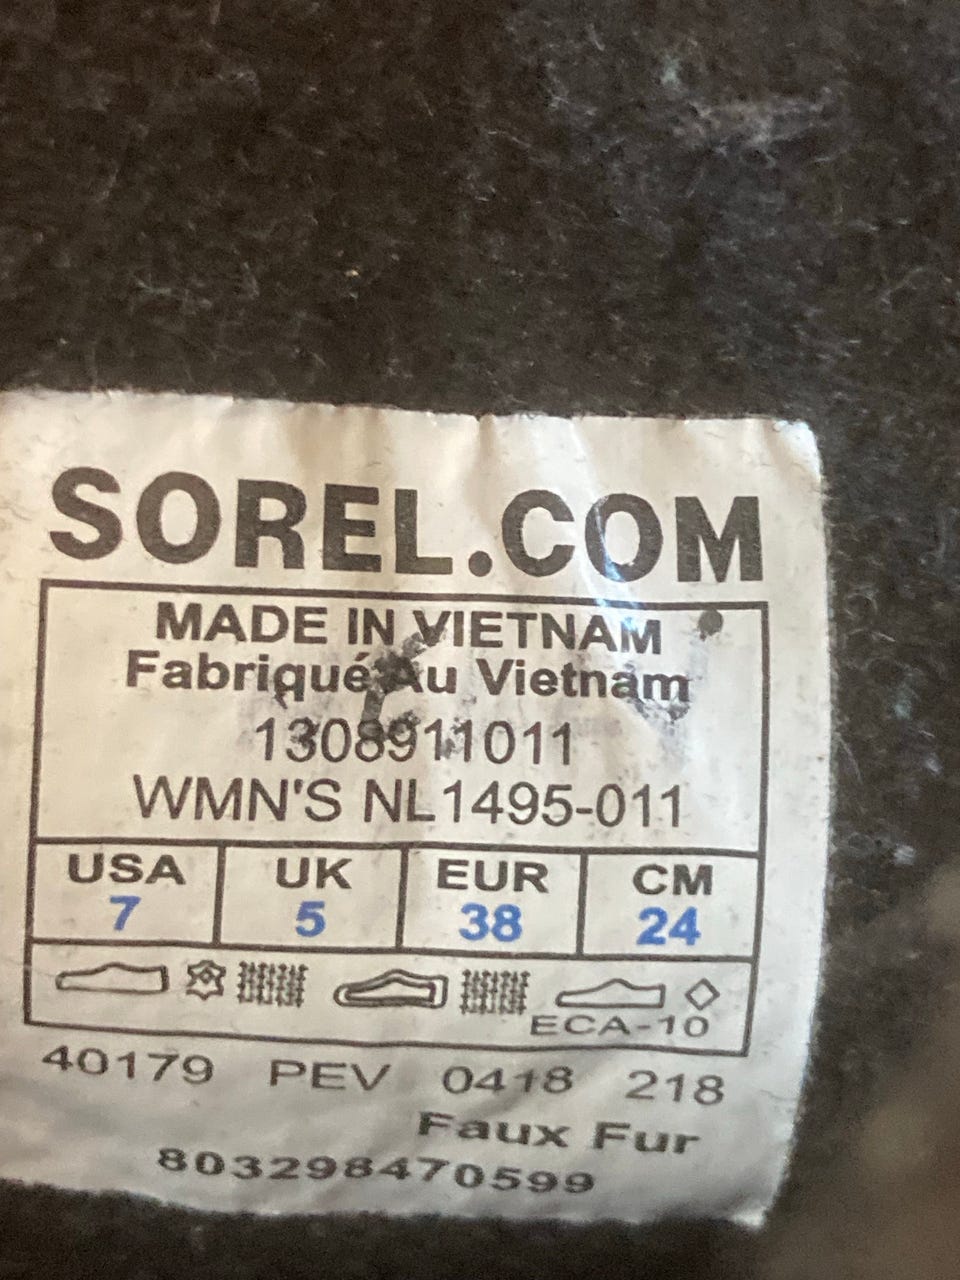 SOREL.COM
MADE IN VIETNAM
Fabriqué Au Vietnam
1308911011
WMN'S NL1495-011
USA UK EUR CM
7 5 38 24
ECA-10
40179 PEV 0418 218
Faux Fur
803298470599